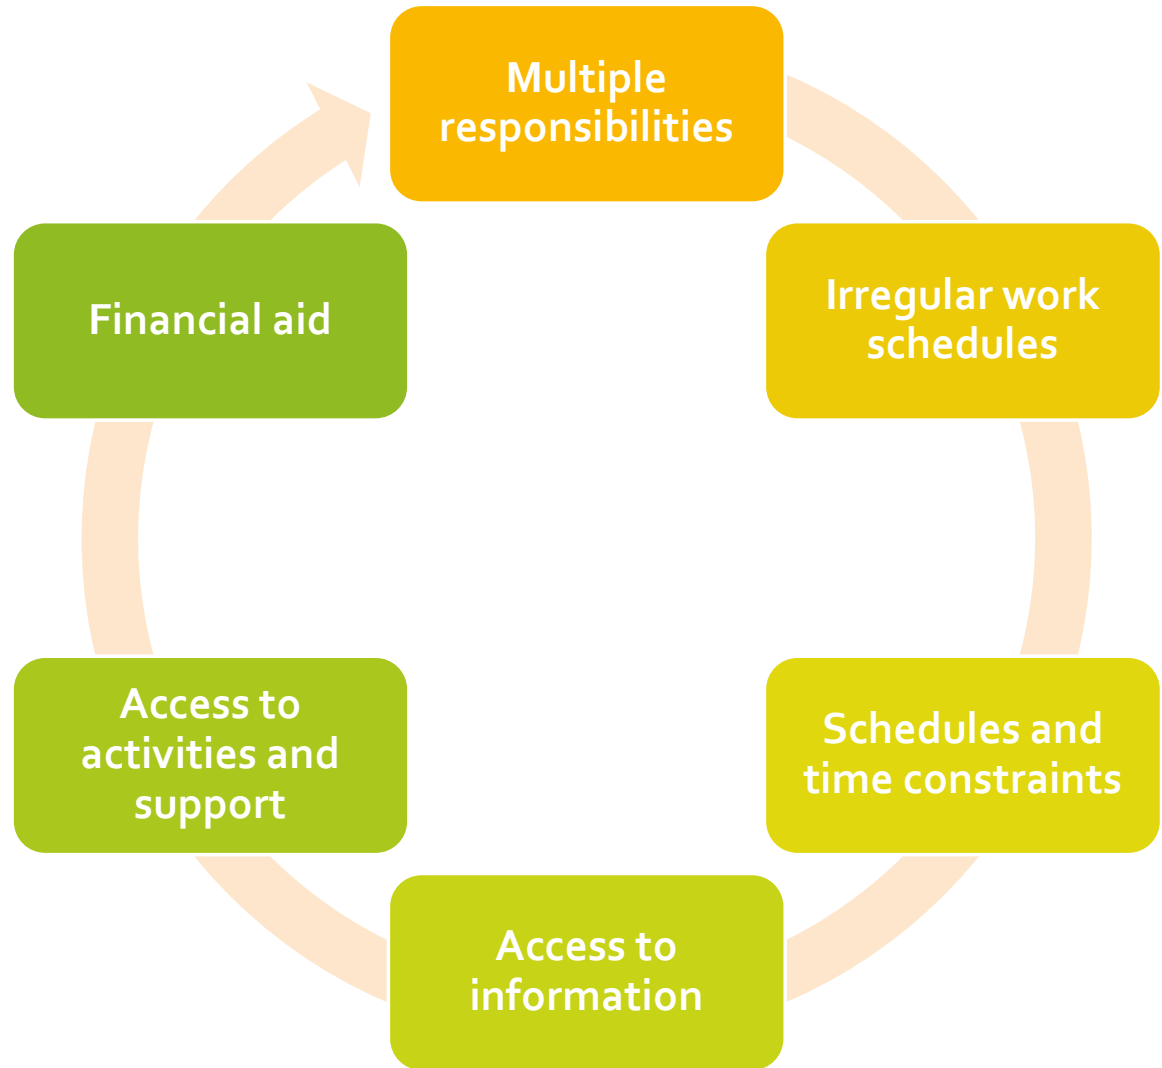 Multiple
responsibilities
Irregular work
schedules
Schedules and
time constraints
Access to
information
Access to
activities and
support
Financial aid